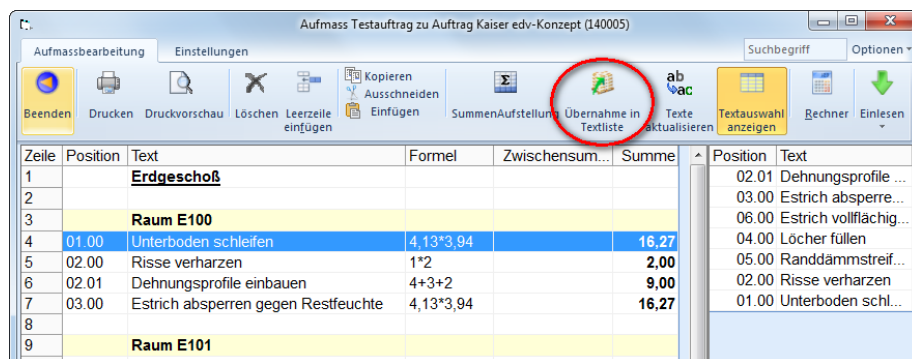 Aufmass Testauftrag zu Auftrag Kaiser edv-Konzept (140005)
Aufmassbearbeitung Einstellungen Suchbegriff Optionen
Beenden Drucken Druckvorschau Löschen Leerzeile einfügen
Kopieren
Ausschneiden
Einfügen
SummenAufstellung Übernahme in Textliste
ab
ac
Texte aktualisieren Textauswahl anzeigen Rechner Einlesen
Zeile Position Text Formel Zwischensum... Summe
1 Erdgeschoß
2
3 Raum E100
4 01.00 Unterboden schleifen 4,13*3,94 16,27
5 02.00 Risse verharzen 1*2 2,00
6 02.01 Dehnungsprofile einbauen 4+3+2 9,00
7 03.00 Estrich absperren gegen Restfeuchte 4,13*3,94 16,27
8
9 Raum E101
Position Text
02.01 Dehnungsprofile ...
03.00 Estrich absperre...
06.00 Estrich vollflächig...
04.00 Löcher füllen
05.00 Randdämmstreif...
02.00 Risse verharzen
01.00 Unterboden schl...